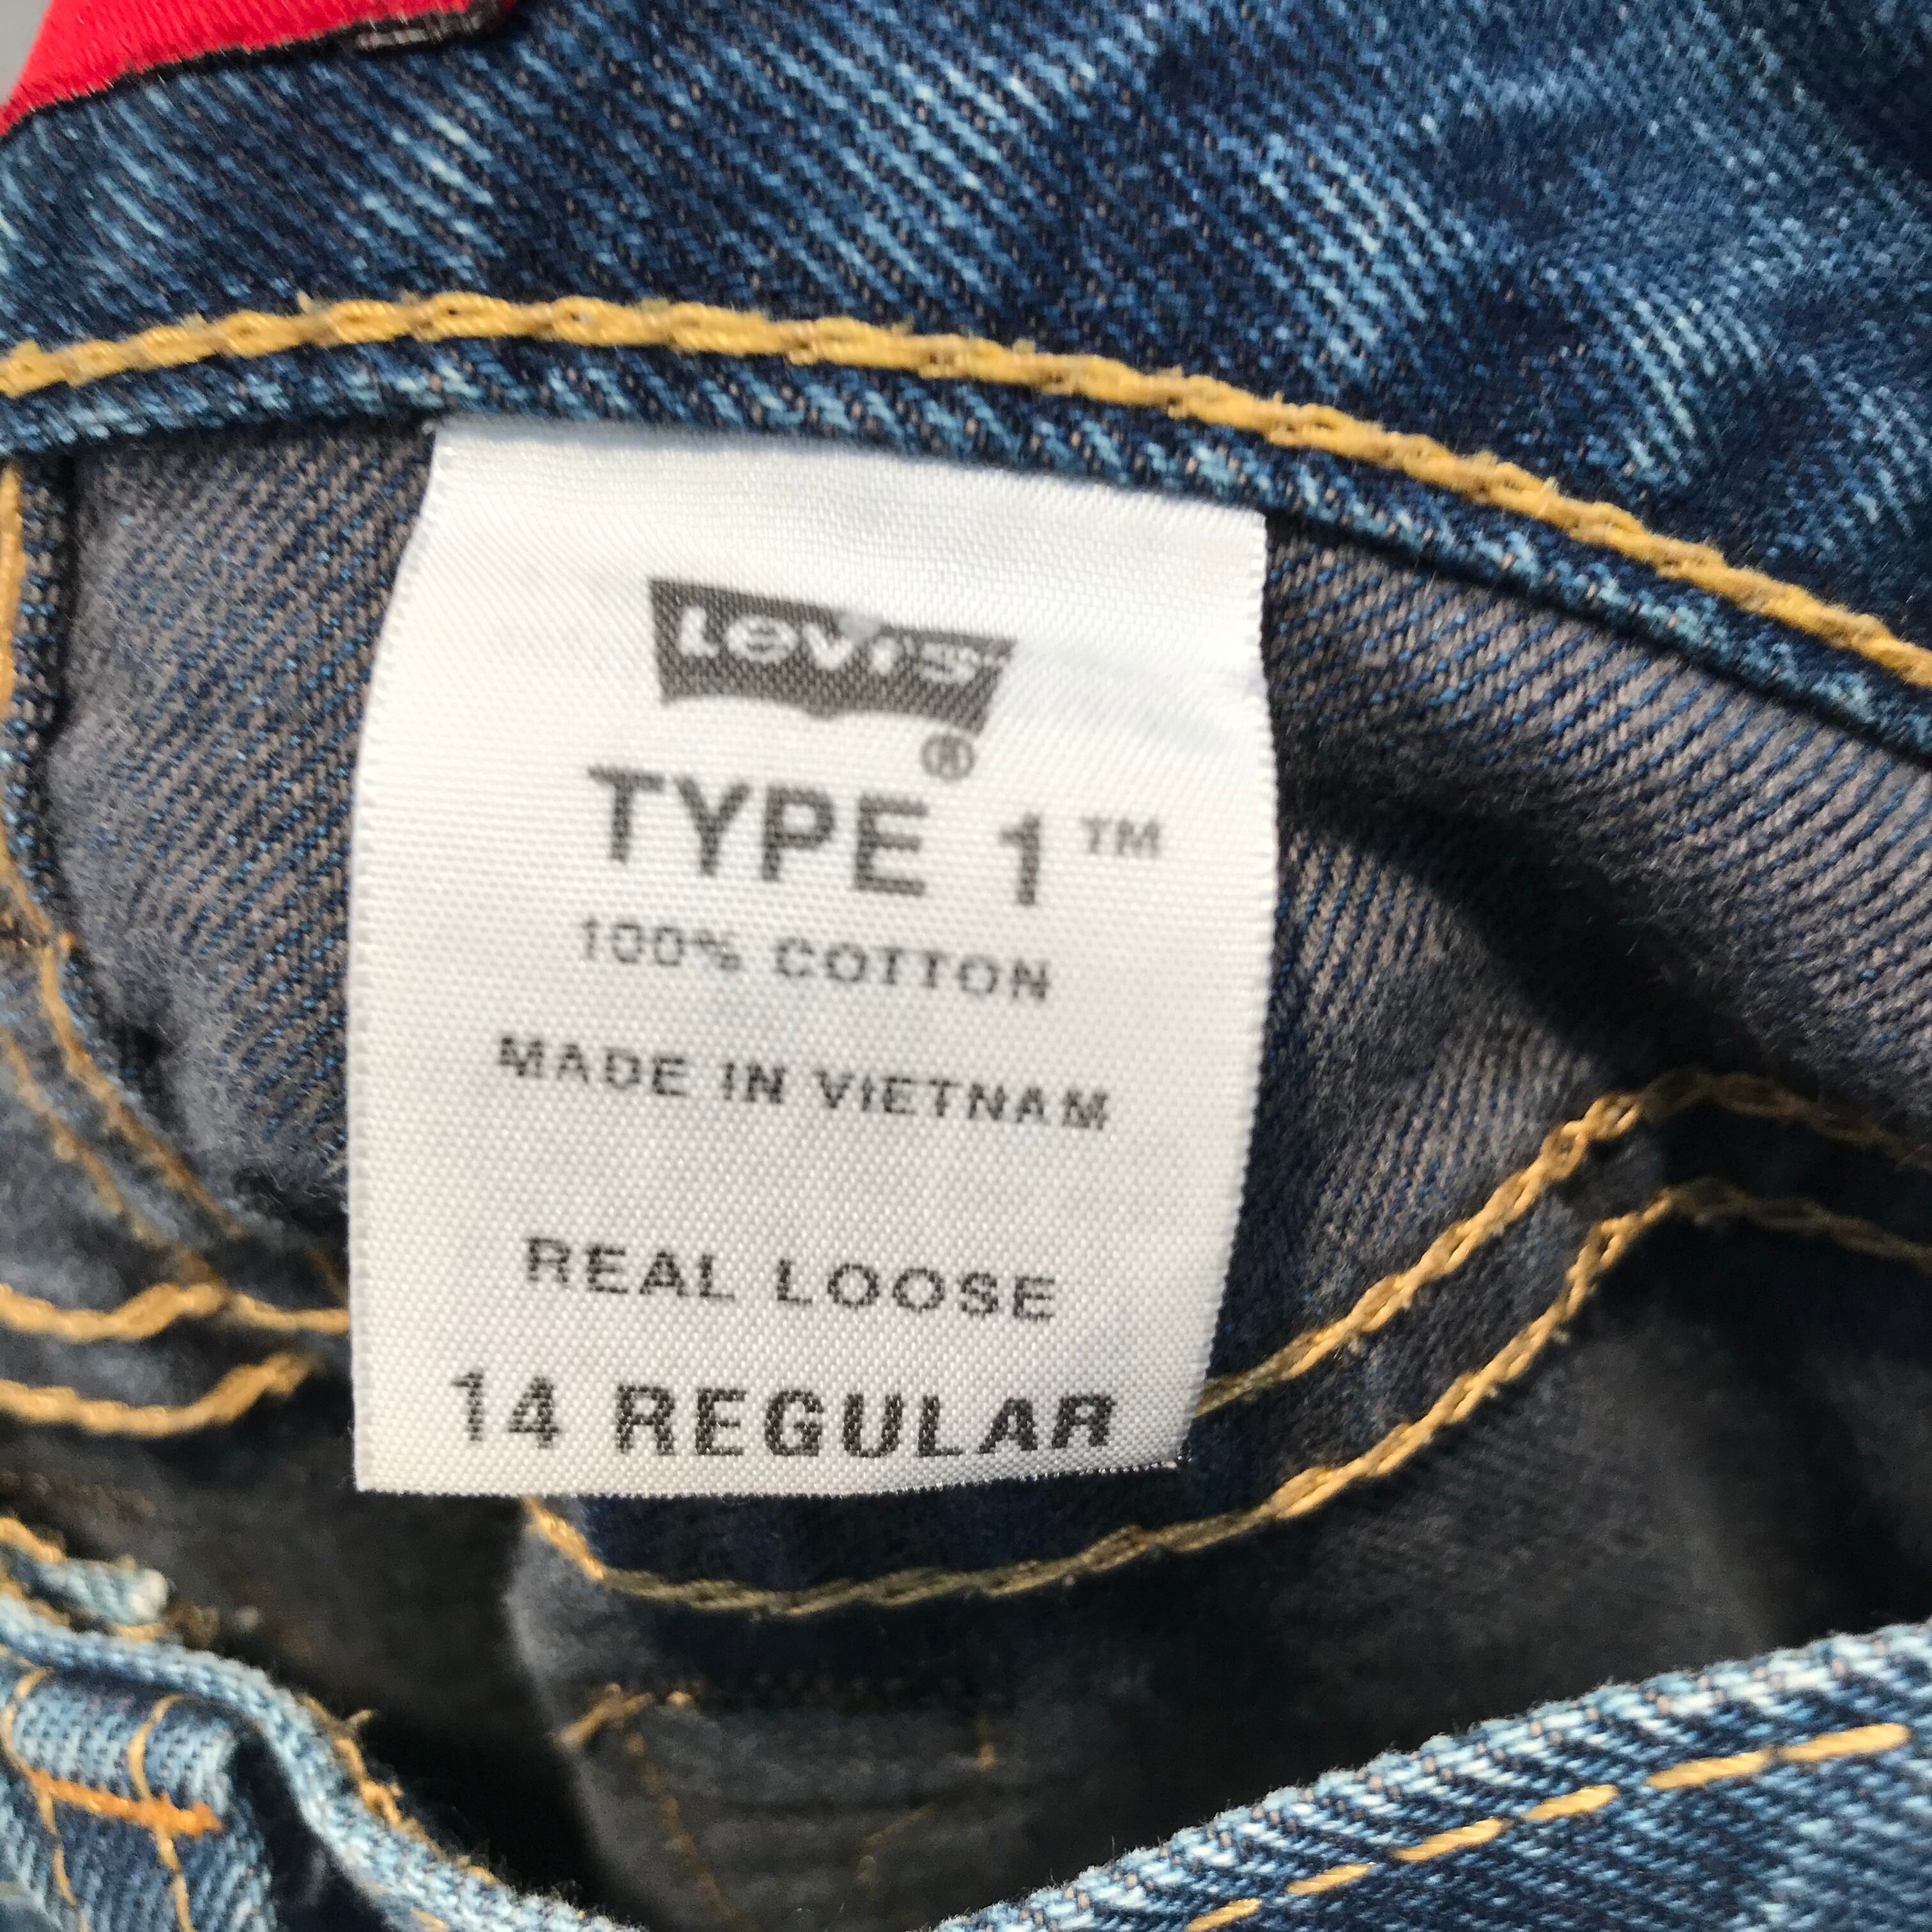 LEVI'S
®
TYPE 1™
100% COTTON
MADE IN VIETNAM
REAL LOOSE
14 REGULAR